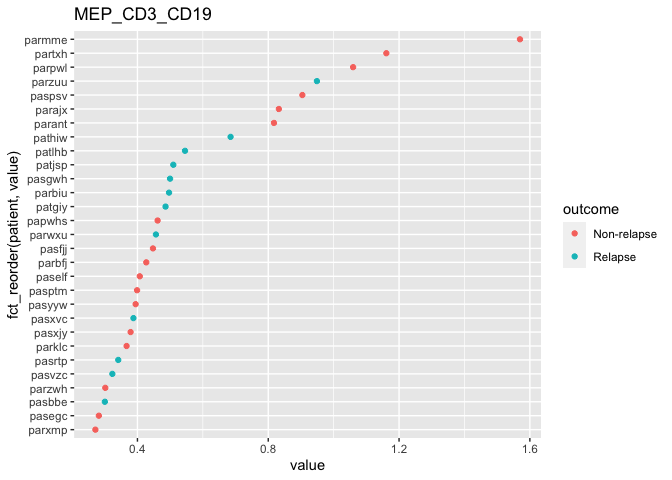 MEP_CD3_CD19
fct_reorder(patient, value)
parmme
partxh
parpwl
parzuu
paspsv
parajx
parant
pathiw
patlhb
patjsp
pasgwh
parbiu
patgiy
papwhs
parwxu
pasfjj
parbfj
paself
pasptm
pasyyw
pasxvc
pasxjy
parklc
pasrtp
pasvzc
parzwh
pasbbe
pasegc
parxmp
0.4 0.8 1.2 1.6
value
outcome
Non-relapse
Relapse